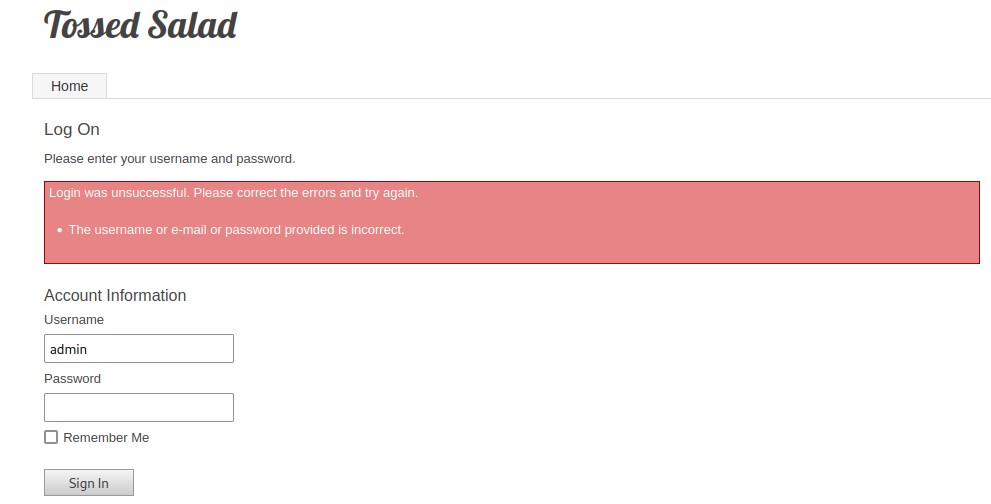 Tossed Salad
Home
Log On
Please enter your username and password.
Login was unsuccessful. Please correct the errors and try again.
• The username or e-mail or password provided is incorrect.
Account Information
Username
admin
Password
Remember Me
Sign In